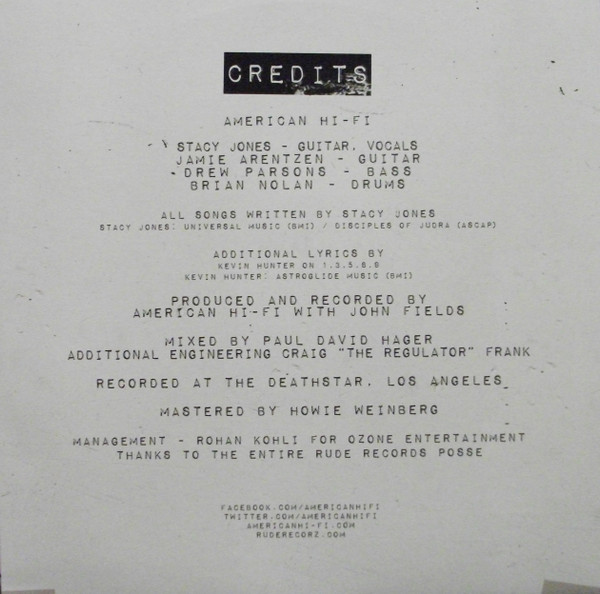 CREDITS
AMERICAN HI-FI
STACY JONES - GUITAR, VOCALS
JAMIE ARENTZEN - GUITAR
DREW PARSONS - BASS
BRIAN NOLAN - DRUMS
ALL SONGS WRITTEN BY STACY JONES
STACY JONES: UNIVERSAL MUSIC (BMI) / DISCIPLES OF JUDRA (ASCAP)
ADDITIONAL LYRICS BY
KEVIN HUNTER ON 1,3,5,6,8
KEVIN HUNTER: ASTROGLIDE MUSIC (BMI)
PRODUCED AND RECORDED BY
AMERICAN HI-FI WITH JOHN FIELDS
MIXED BY PAUL DAVID HAGER
ADDITIONAL ENGINEERING CRAIG "THE REGULATOR" FRANK
RECORDED AT THE DEATHSTAR, LOS ANGELES
MASTERED BY HOWIE WEINBERG
MANAGEMENT - ROHAN KOHLI FOR OZONE ENTERTAINMENT
THANKS TO THE ENTIRE RUDE RECORDS POSSE
FACEBOOK.COM/AMERICANHIFI
TWITTER.COM/AMERICANHIFI
AMERICANHI-FI.COM
RUDERECORZ.COM